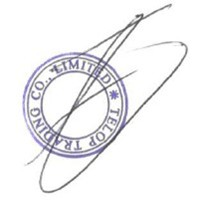 TELOP TRADING CO., LIMITED *